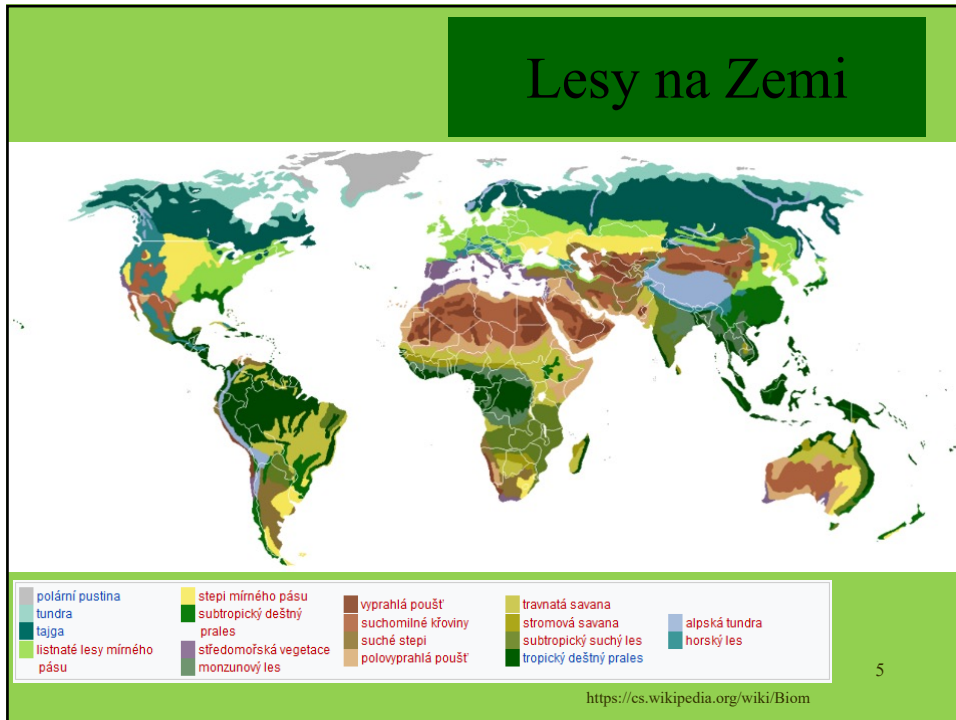 Lesy na Zemi
polární pustina
tundra
tajga
listnaté lesy mírného
pásu
stepi mírného pásu
subtropický deštný
prales
středomořská vegetace
monzunový les
vyprahlá poušť
suchomilné křoviny
suché stepi
polovyprahlá poušť
travnatá savana
stromová savana
subtropický suchý les
tropický deštný prales
alpská tundra
horský les
5
https://cs.wikipedia.org/wiki/Biom